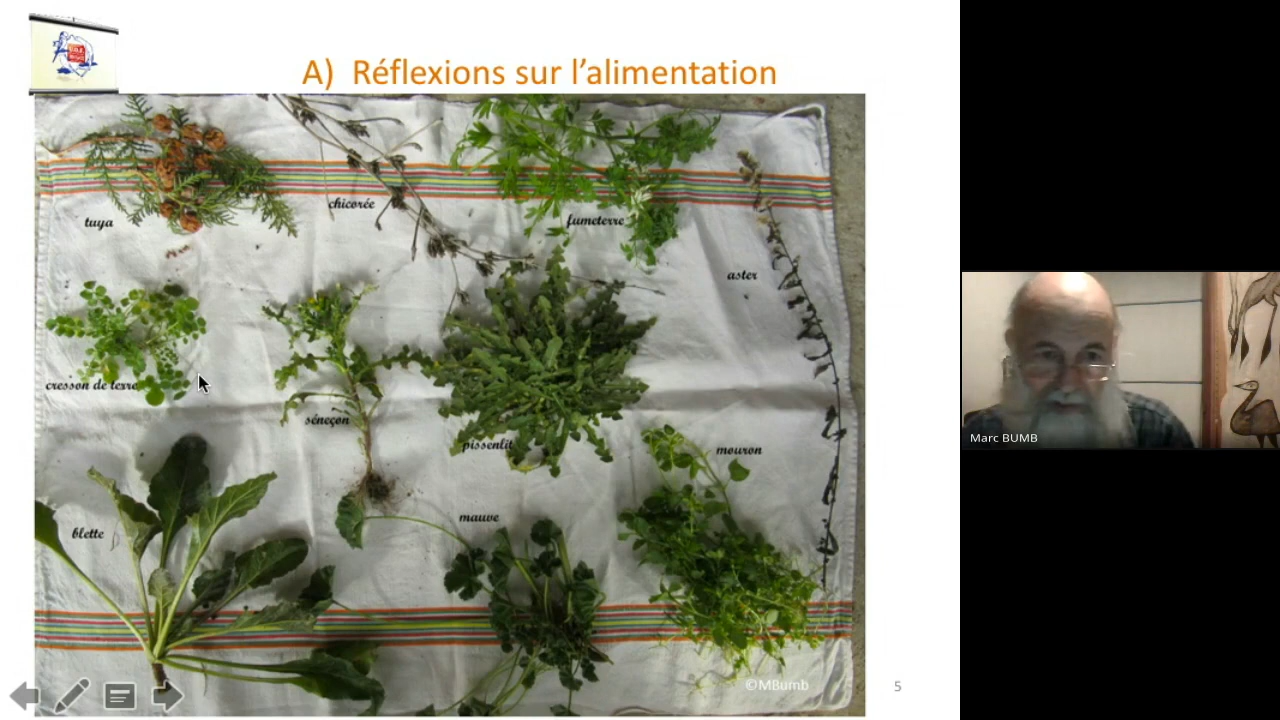 A) Réflexions sur l'alimentation
tuya
chicorée
fumeterre
aster
cresson de terre
séneçon
pissenlit
mouron
mauve
blette
©MBumb
5
Marc BUMB